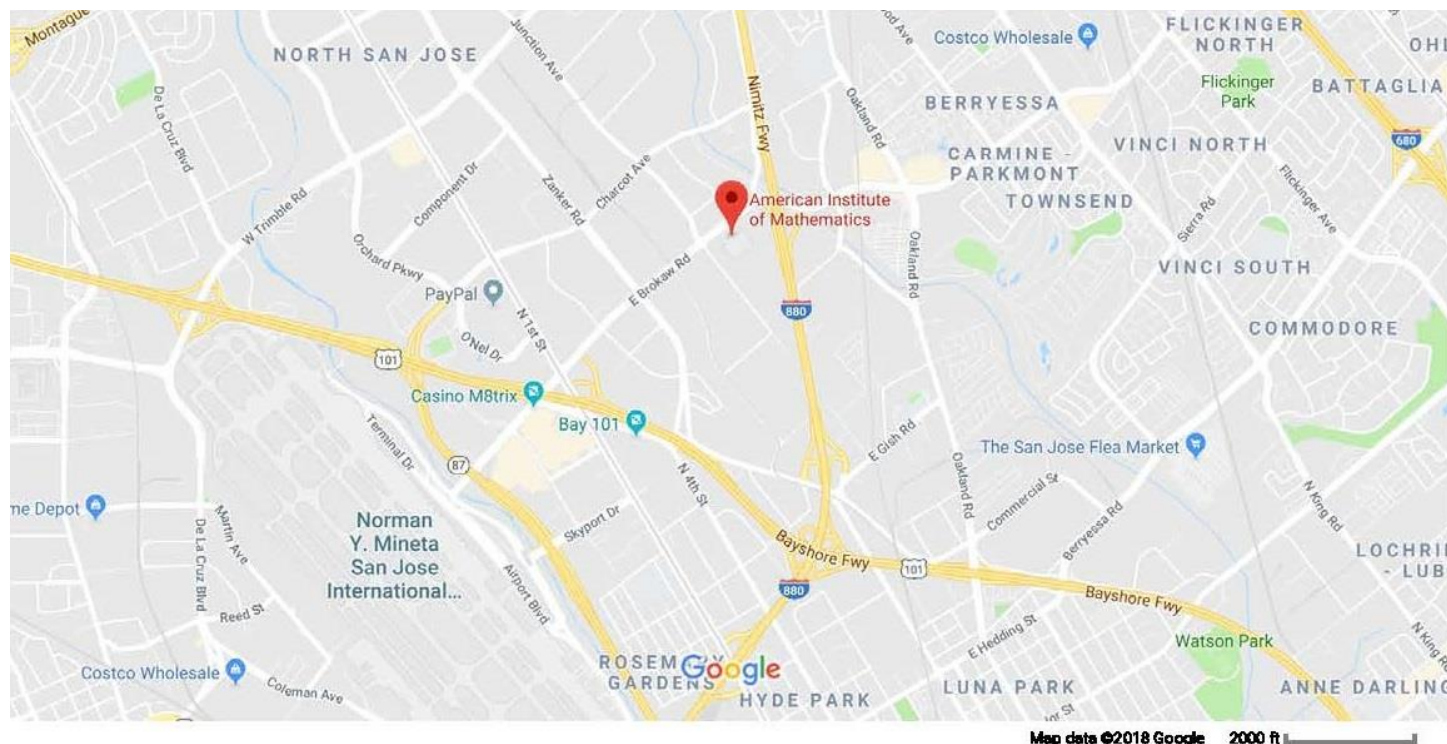 Montague
NORTH SAN JOSE
Junction Ave
Nimitz Fwy
Costco Wholesale
FLICKINGER
NORTH
De La Cruz Blvd
Oakland Rd
BERRYESSA
Flickinger
Park
BATTAGLIA
680
Component Dr
Zanker Rd
Charcot Ave
CARMINE -
PARKMONT
VINCI NORTH
TOWNSEND
Flickinger Ave
W Trimble Rd
American Institute
of Mathematics
Sierra Rd
Orchard Pkwy
E Brokaw Rd
Oakland Rd
VINCI SOUTH
PayPal
N 1st St
880
COMMODORE
O'Nel Dr
101
Casino M8trix
Bay 101
E Gish Rd
The San Jose Flea Market
Terminal Dr
87
N 4th St
Oakland Rd
Commercial St
N King Rd
me Depot
Martin Ave
De La Cruz Blvd
Norman
Y. Mineta
San Jose
International...
Skyport Dr
Berryessa Rd
Bayshore Fwy
101
LOCHRI
- LUB
Airport Blvd
880
Bayshore Fwy
Reed St
E Hedding St
Watson Park
N King Rd
Costco Wholesale
Coleman Ave
ROSEM
GARDENS
Google
HYDE PARK
LUNA PARK
ANNE DARLING
Map data ©2018 Google 2000 ft